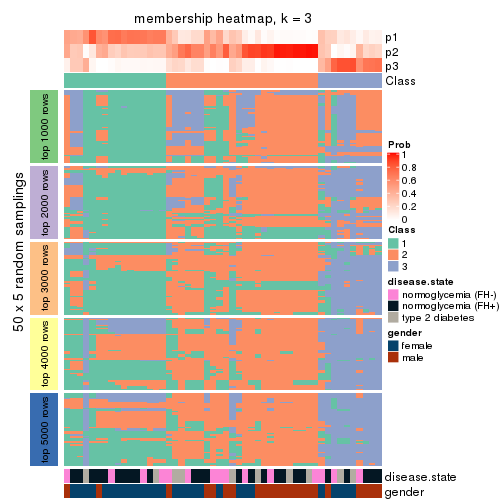 membership heatmap, k = 3
p1
p2
p3
Class
50 x 5 random samplings
top 1000 rows
top 2000 rows
top 3000 rows
top 4000 rows
top 5000 rows
Prob
1
0.8
0.6
0.4
0.2
0
Class
1
2
3
disease.state
normoglycemia (FH-)
normoglycemia (FH+)
type 2 diabetes
gender
female
male
disease.state
gender